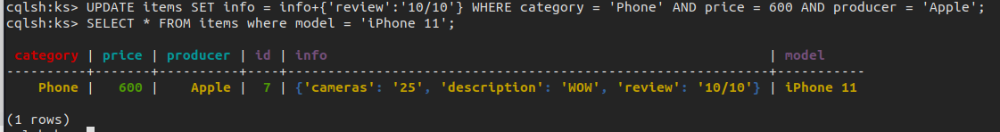 cqlsh:ks> UPDATE items SET info = info+{'review':'10/10'} WHERE category = 'Phone' AND price = 600 AND producer = 'Apple';
cqlsh:ks> SELECT * FROM items where model = 'iPhone 11';
category | price | producer | id | info | model
----------+-------+----------+----+---------------------------------------------------------------+-----------
Phone | 600 | Apple | 7 | {'cameras': '25', 'description': 'WOW', 'review': '10/10'} | iPhone 11
(1 rows)